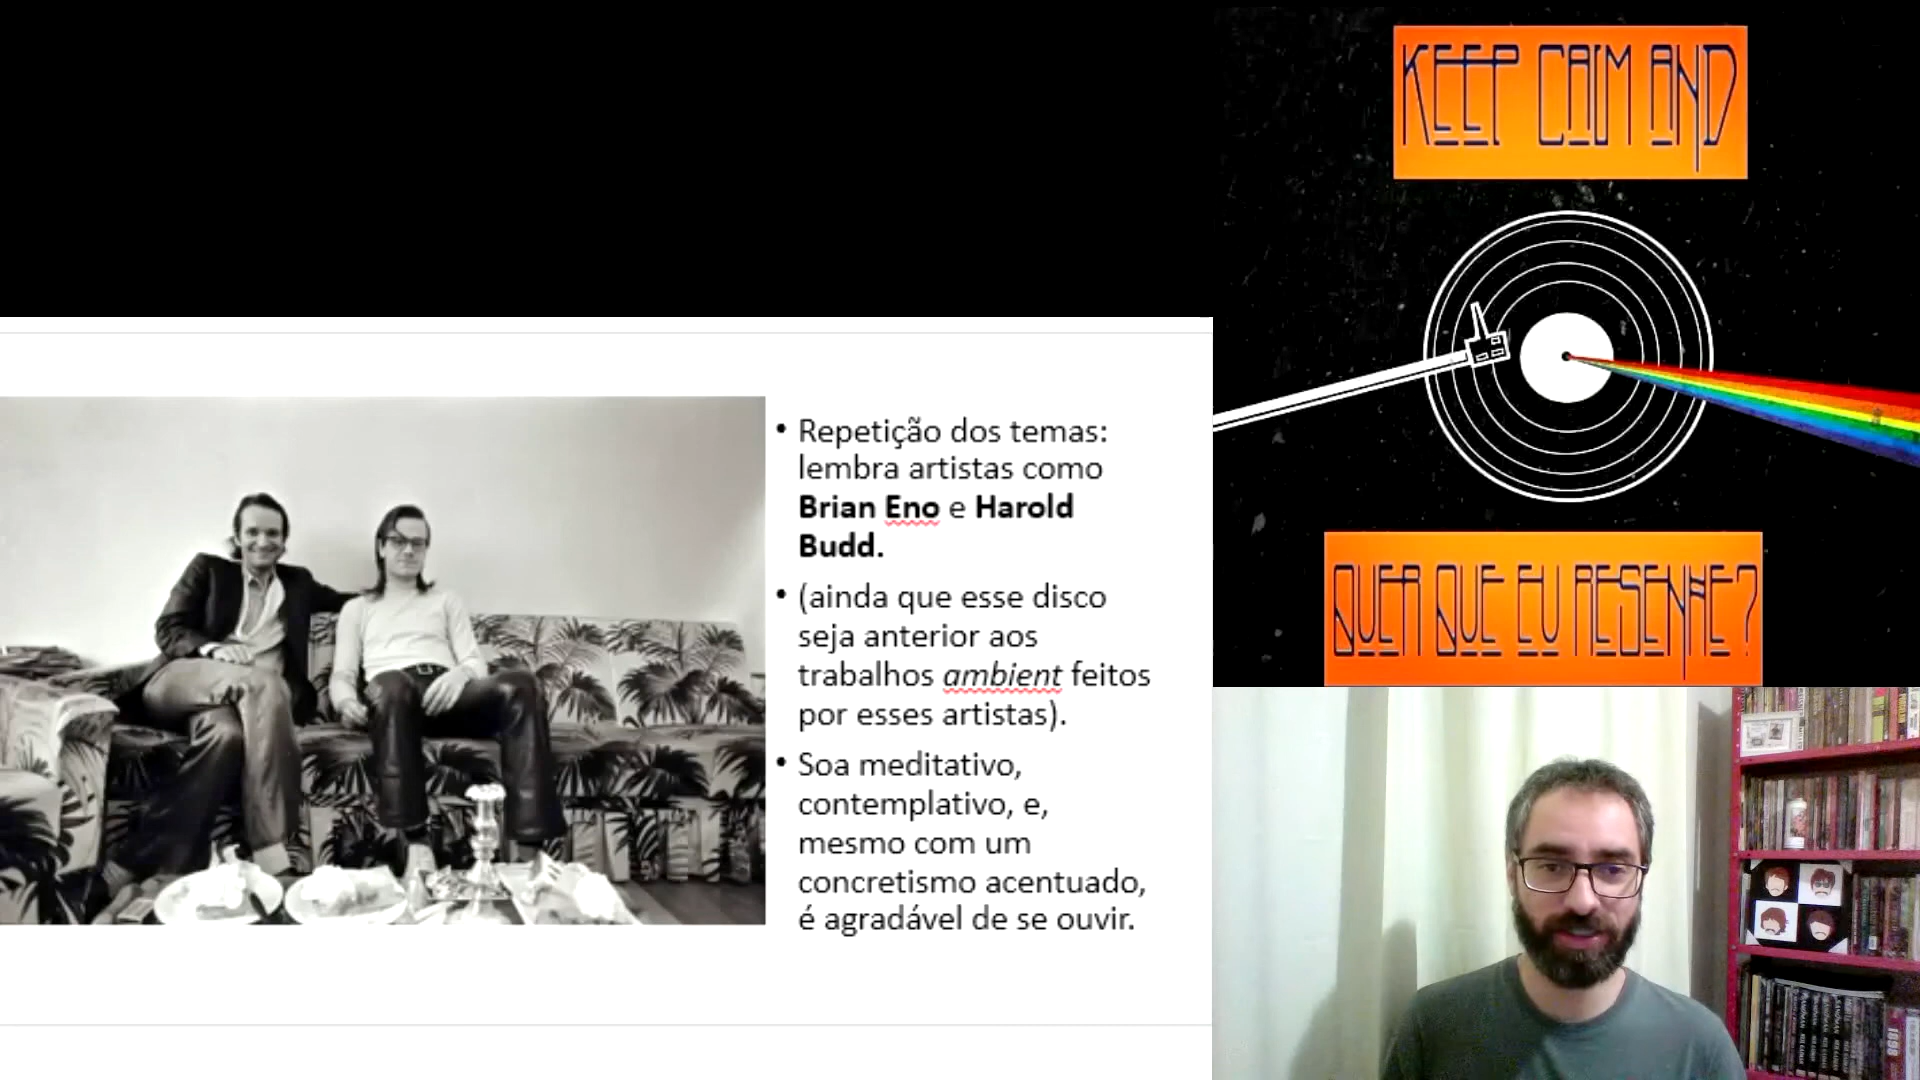 KEEP CALM AND
QUER QUE EU RESENHE?
• Repetição dos temas:
lembra artistas como
Brian Eno e Harold
Budd.
• (ainda que esse disco
seja anterior aos
trabalhos ambient feitos
por esses artistas).
• Soa meditativo,
contemplativo, e,
mesmo com um
concretismo acentuado,
é agradável de se ouvir.